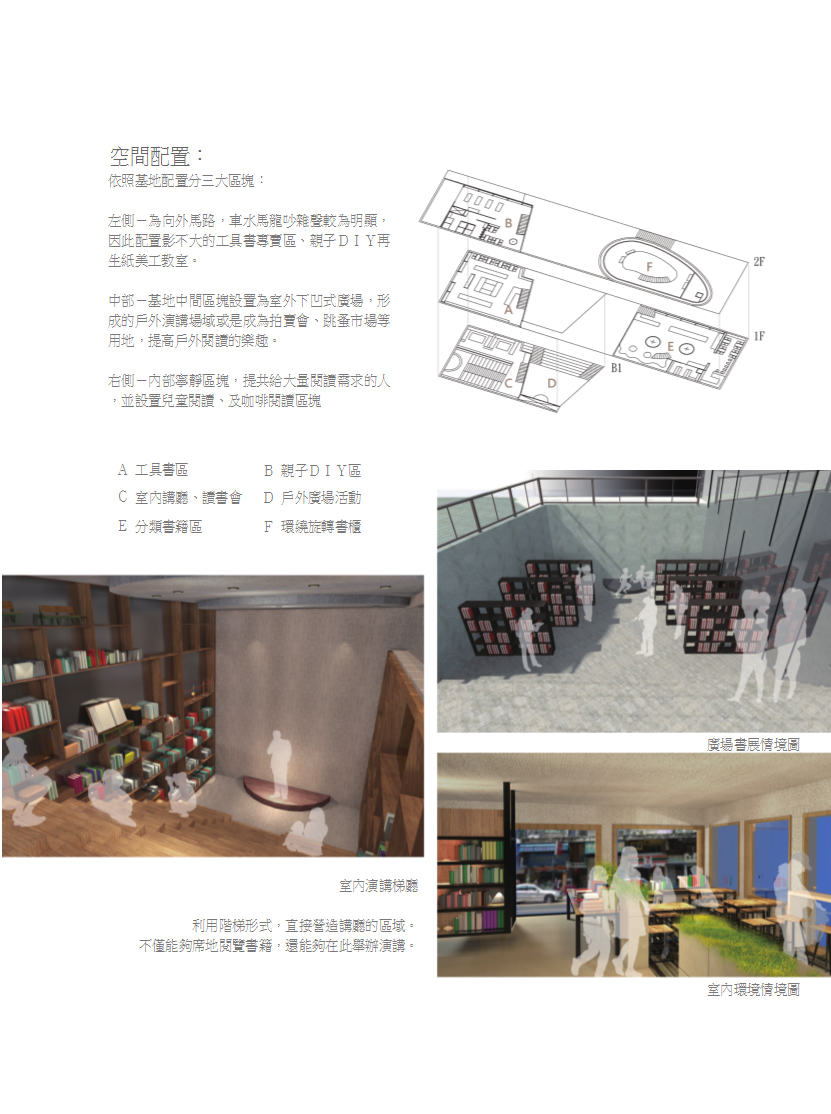 空間配置：
依照基地配置分三大區塊：
左側－為向外馬路，車水馬龍吵雜聲較為明顯，
因此配置影不大的工具書專賣區、親子ＤＩＹ再
生紙美工教室。
中部－基地中間區塊設置為室外下凹式廣場，形
成的戶外演講場域或是成為拍賣會、跳蚤市場等
用地，提高戶外閱讀的樂趣。
右側－內部寧靜區塊，提共給大量閱讀需求的人
，並設置兒童閱讀、及咖啡閱讀區塊
B
F
2F
A
E
1F
B1
C
D
A 工具書區
B 親子ＤＩＹ區
C 室內講廳、讀書會
D 戶外廣場活動
E 分類書籍區
F 環繞旋轉書櫃
廣場書展情境圖
室內演講梯廳
利用階梯形式，直接營造講廳的區域。
不僅能夠席地閱覽書籍，還能夠在此舉辦演講。
室內環境情境圖